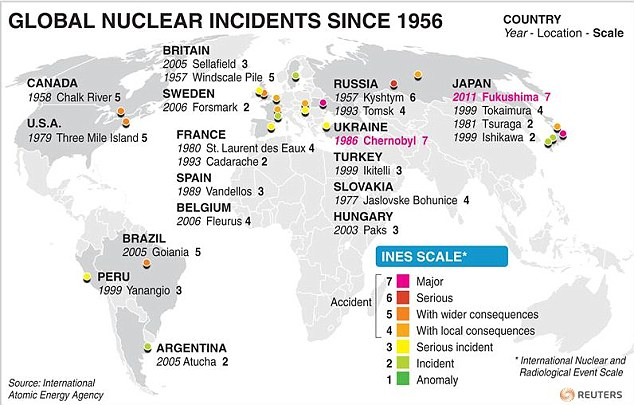 GLOBAL NUCLEAR INCIDENTS SINCE 1956
COUNTRY
Year - Location - Scale
BRITAIN
2005 Sellafield 3
1957 Windscale Pile 5
CANADA
1958 Chalk River 5
SWEDEN
2006 Forsmark 2
U.S.A.
1979 Three Mile Island 5
FRANCE
1980 St. Laurent des Eaux 4
1993 Cadarache 2
SPAIN
1989 Vandellos 3
BELGIUM
2006 Fleurus 4
RUSSIA
1957 Kyshtym 6
1993 Tomsk 4
UKRAINE
1986 Chernobyl 7
TURKEY
1999 Ikitelli 3
SLOVAKIA
1977 Jaslovske Bohunice 4
HUNGARY
2003 Paks 3
JAPAN
2011 Fukushima 7
1999 Tokaimura 4
1981 Tsuraga 2
1999 Ishikawa 2
BRAZIL
2005 Goiania 5
PERU
1999 Yanangio 3
ARGENTINA
2005 Atucha 2
INES SCALE*
Accident
7 Major
6 Serious
5 With wider consequences
4 With local consequences
3 Serious incident
2 Incident
1 Anomaly
* International Nuclear and
Radiological Event Scale
Source: International
Atomic Energy Agency
REUTERS